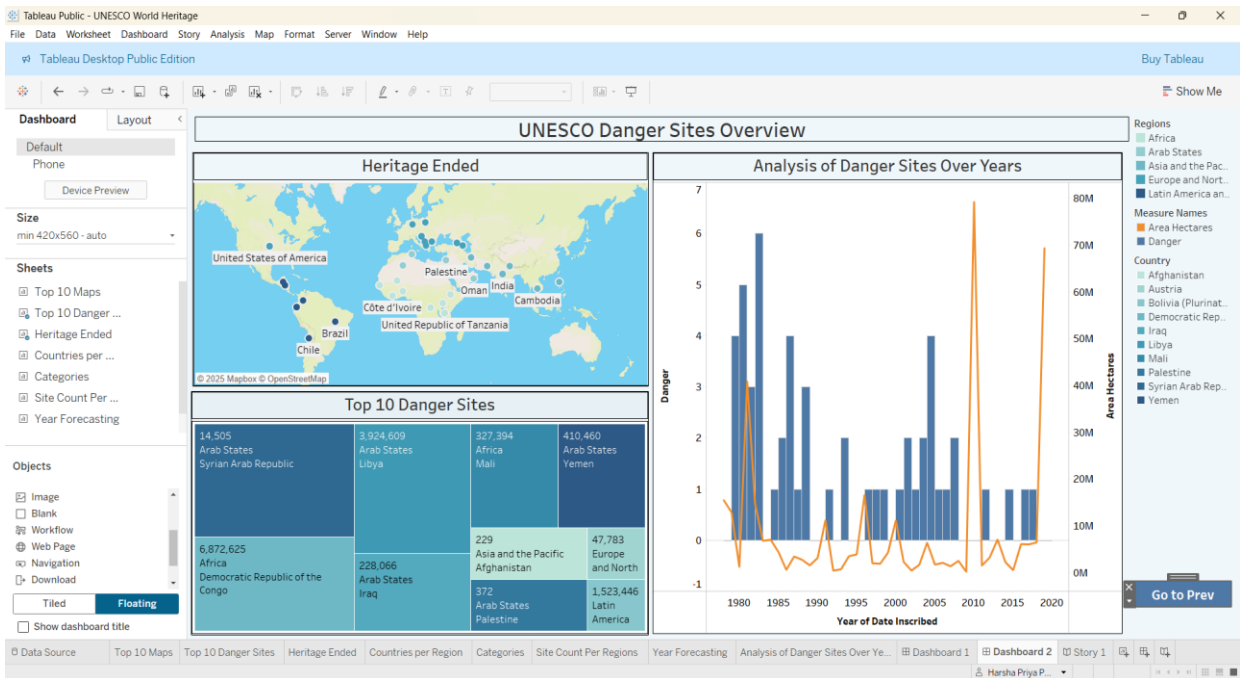 Tableau Public - UNESCO World Heritage
File Data Worksheet Dashboard Story Analysis Map Format Server Window Help
Tableau Desktop Public Edition
Buy Tableau
Show Me
Dashboard
Layout
Default
Phone
Device Preview
Size
min 420x560 - auto
Sheets
Top 10 Maps
Top 10 Danger ...
Heritage Ended
Countries per ...
Categories
Site Count Per ...
Year Forecasting
Objects
Image
Blank
Workflow
Web Page
Navigation
Download
Tiled
Floating
Show dashboard title
UNESCO Danger Sites Overview
Heritage Ended
United States of America
Palestine
Oman
India
Côte d'Ivoire
Cambodia
United Republic of Tanzania
Brazil
Chile
© 2025 Mapbox © OpenStreetMap
Top 10 Danger Sites
14,505
Arab States
Syrian Arab Republic
3,924,609
Arab States
Libya
327,394
Africa
Mali
410,460
Arab States
Yemen
6,872,625
Africa
Democratic Republic of the
Congo
228,066
Arab States
Iraq
229
Asia and the Pacific
Afghanistan
47,783
Europe
and North
372
Arab States
Palestine
1,523,446
Latin
America
Analysis of Danger Sites Over Years
7
6
5
4
3
2
1
0
-1
Danger
80M
70M
60M
50M
40M
30M
20M
10M
0M
Area Hectares
1980 1985 1990 1995 2000 2005 2010 2015 2020
Year of Date Inscribed
Regions
Africa
Arab States
Asia and the Pac..
Europe and Nort..
Latin America an..
Measure Names
Area Hectares
Danger
Country
Afghanistan
Austria
Bolivia (Plurinat..
Democratic Rep..
Iraq
Libya
Mali
Palestine
Syrian Arab Rep..
Yemen
Go to Prev
Data Source Top 10 Maps Top 10 Danger Sites Heritage Ended Countries per Region Categories Site Count Per Regions Year Forecasting Analysis of Danger Sites Over Ye... Dashboard 1 Dashboard 2 Story 1
Harsha Priya P...